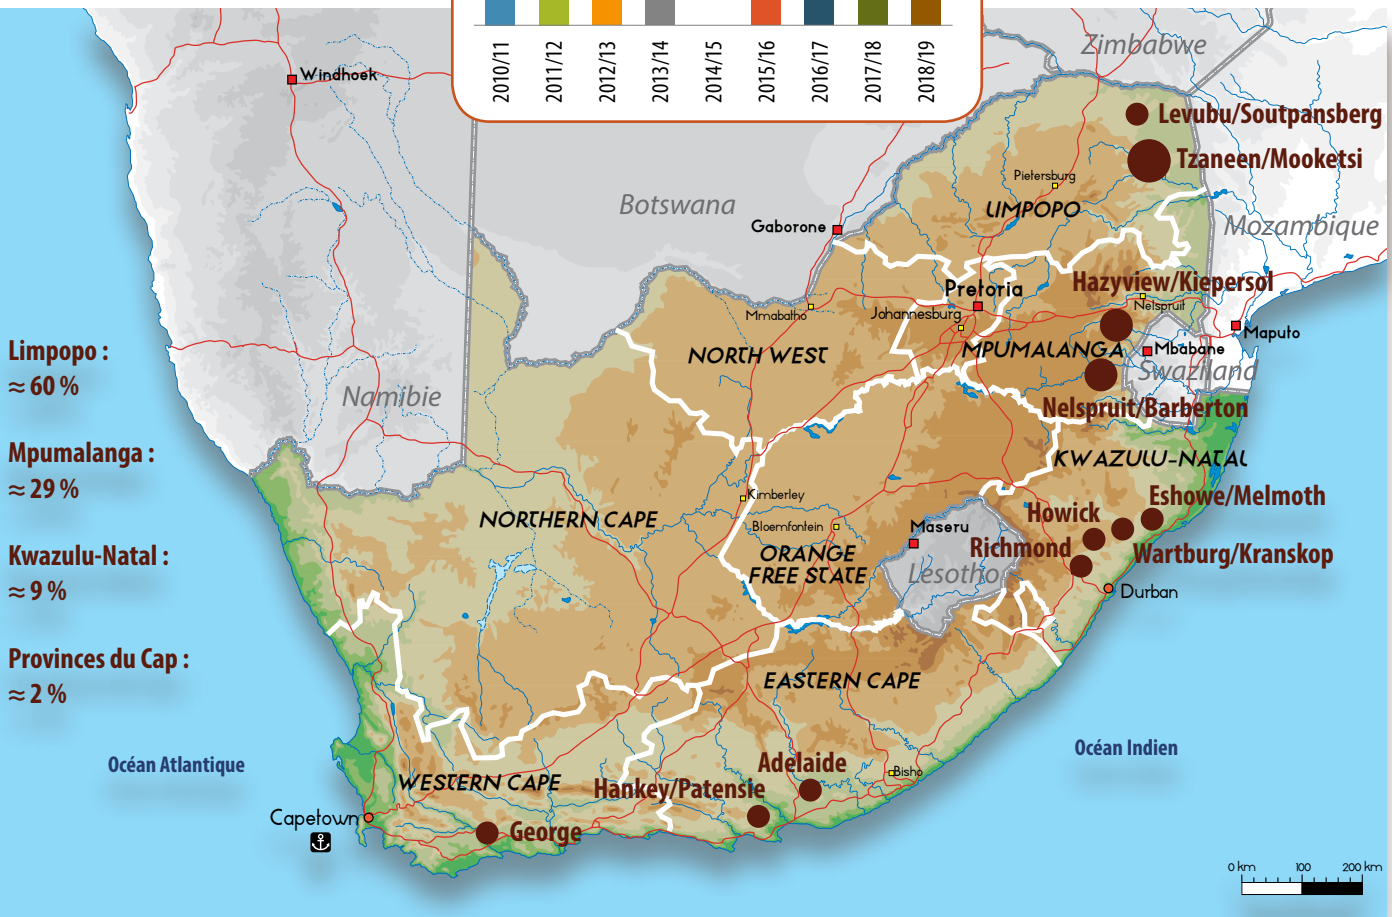 2010/11
2011/12
2012/13
2013/14
2014/15
2015/16
2016/17
2017/18
2018/19
Zimbabwe
Windhoek
Levubu/Soutpansberg
Tzaneen/Mooketsi
Pietersburg
Botswana
LIMPOPO
Gaborone
Mozambique
Hazyview/Kiepersol
Pretoria
Nelspruit
Mmabatho
Johannesburg
Maputo
Limpopo :
≈ 60 %
NORTH WEST
MPUMALANGA
Mbabane
Swaziland
Namibie
Nelspruit/Barberton
Mpumalanga :
≈ 29 %
KWAZULU-NATAL
Kimberley
Eshowe/Melmoth
NORTHERN CAPE
Howick
Bloemfontein
Maseru
Richmond
Wartburg/Kranskop
ORANGE
FREE STATE
Lesotho
Durban
Kwazulu-Natal :
≈ 9 %
Provinces du Cap :
≈ 2 %
EASTERN CAPE
Océan Indien
Océan Atlantique
Adelaide
Bisho
WESTERN CAPE
Hankey/Patensie
Capetown
George
0 km
100
200 km